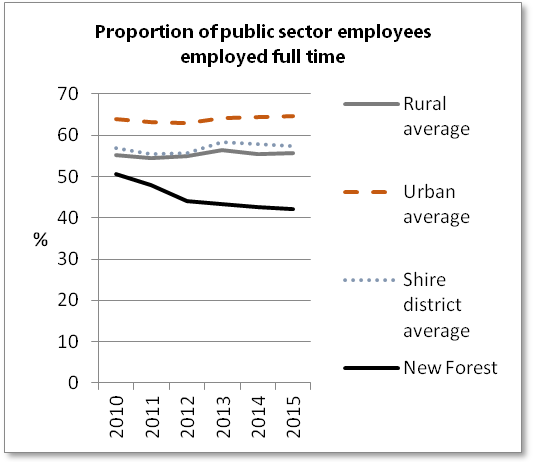 Proportion of public sector employees
employed full time
70
60
50
40
30
20
10
0
%
2010
2011
2012
2013
2014
2015
Rural
average
Urban
average
Shire
district
average
New Forest